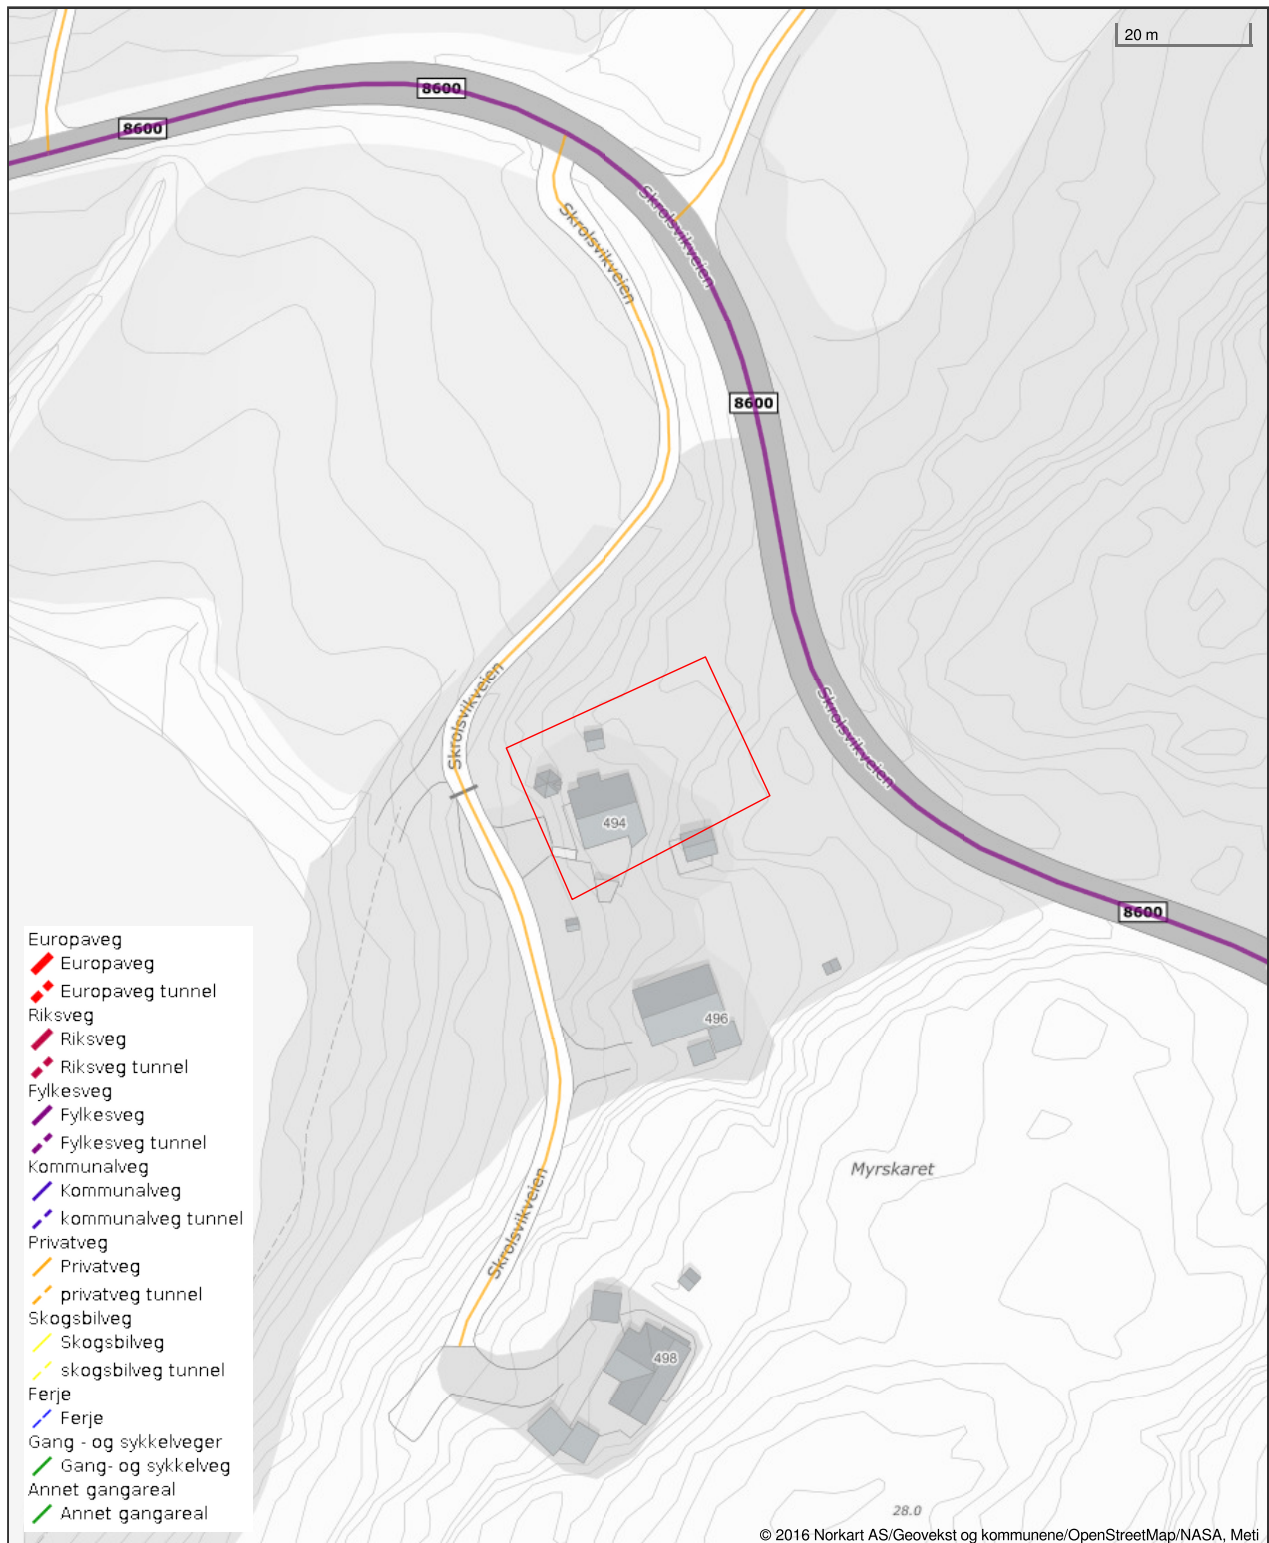 20 m
8600
8600
Skrolsvikveien
Skrolsvikveien
8600
Skrolsvikveien
Skrolsvikveien
494
8600
496
Myrskaret
Skrolsvikveien
498
28.0
Europaveg
Europaveg
Europaveg tunnel
Riksveg
Riksveg
Riksveg tunnel
Fylkesveg
Fylkesveg
Fylkesveg tunnel
Kommunalveg
Kommunalveg
kommunalveg tunnel
Privatveg
Privatveg
privatveg tunnel
Skogsbilveg
Skogsbilveg
skogsbilveg tunnel
Ferje
Ferje
Gang - og sykkelveger
Gang- og sykkelveg
Annet gangareal
Annet gangareal
© 2016 Norkart AS/Geovekst og kommunene/OpenStreetMap/NASA, Meti